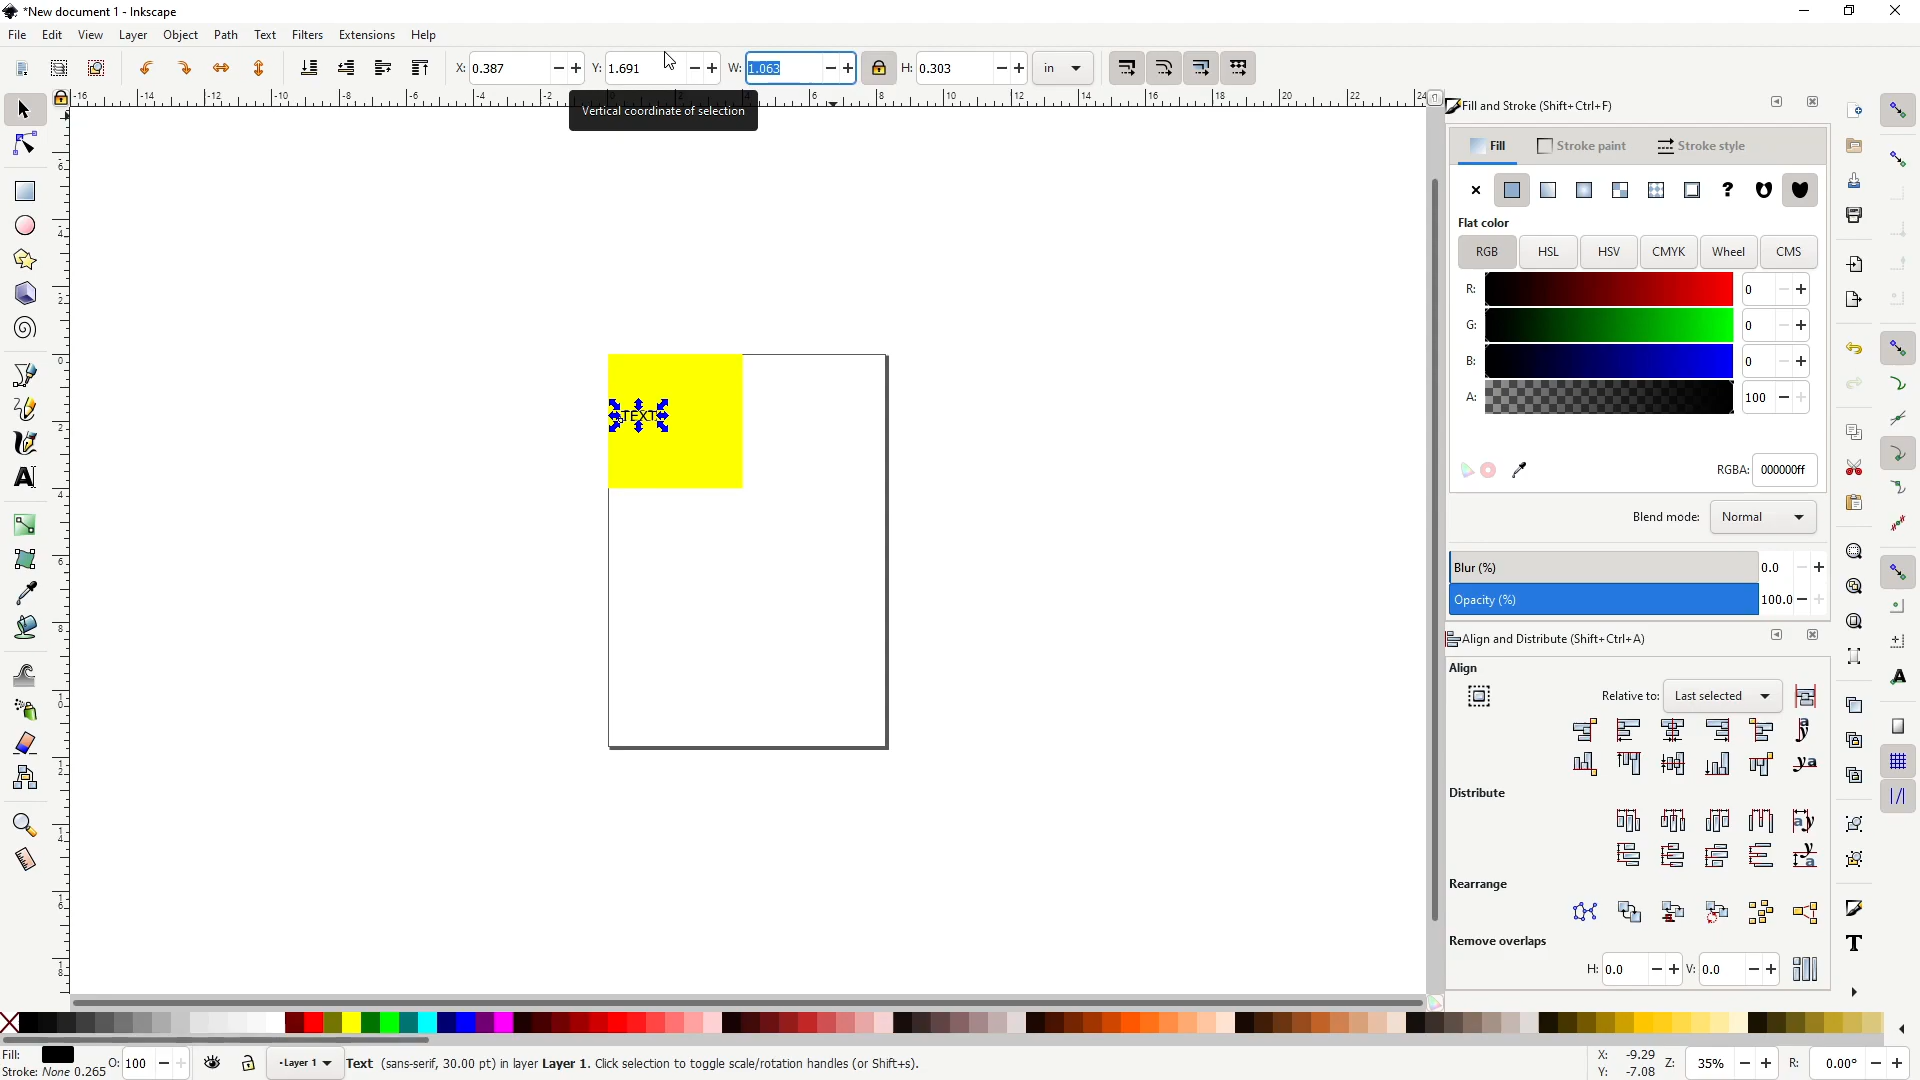 *New document 1 - Inkscape
File Edit View Layer Object Path Text Filters Extensions Help
X: 0.387 Y: 1.691 W: 1.063 H: 0.303 in
Vertical coordinate of selection
Fill and Stroke (Shift+Ctrl+F)
Fill Stroke paint Stroke style
Flat color
RGB HSL HSV CMYK Wheel CMS
R: 0
G: 0
B: 0
A: 100
RGBA: 000000ff
Blend mode: Normal
Blur (%) 0.0
Opacity (%) 100.0
TEXT
Align and Distribute (Shift+Ctrl+A)
Align
Relative to: Last selected
Distribute
Rearrange
Remove overlaps
H: 0.0 V: 0.0
Fill:
Stroke: None 0.265
O: 100
Layer 1
Text (sans-serif, 30.00 pt) in layer Layer 1. Click selection to toggle scale/rotation handles (or Shift+s).
X: -9.29
Y: -7.08
Z: 35%
R: 0.00°